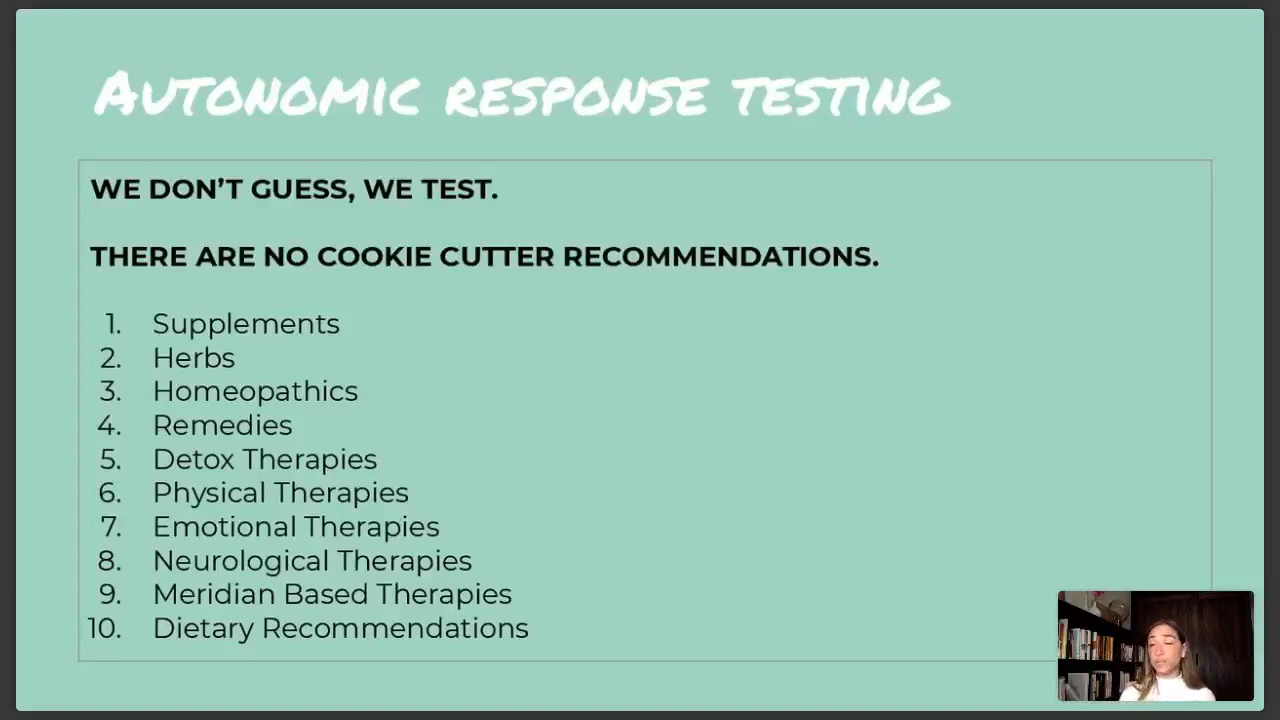 AUTONOMIC RESPONSE TESTING
WE DON'T GUESS, WE TEST.
THERE ARE NO COOKIE CUTTER RECOMMENDATIONS.
1. Supplements
2. Herbs
3. Homeopathics
4. Remedies
5. Detox Therapies
6. Physical Therapies
7. Emotional Therapies
8. Neurological Therapies
9. Meridian Based Therapies
10. Dietary Recommendations